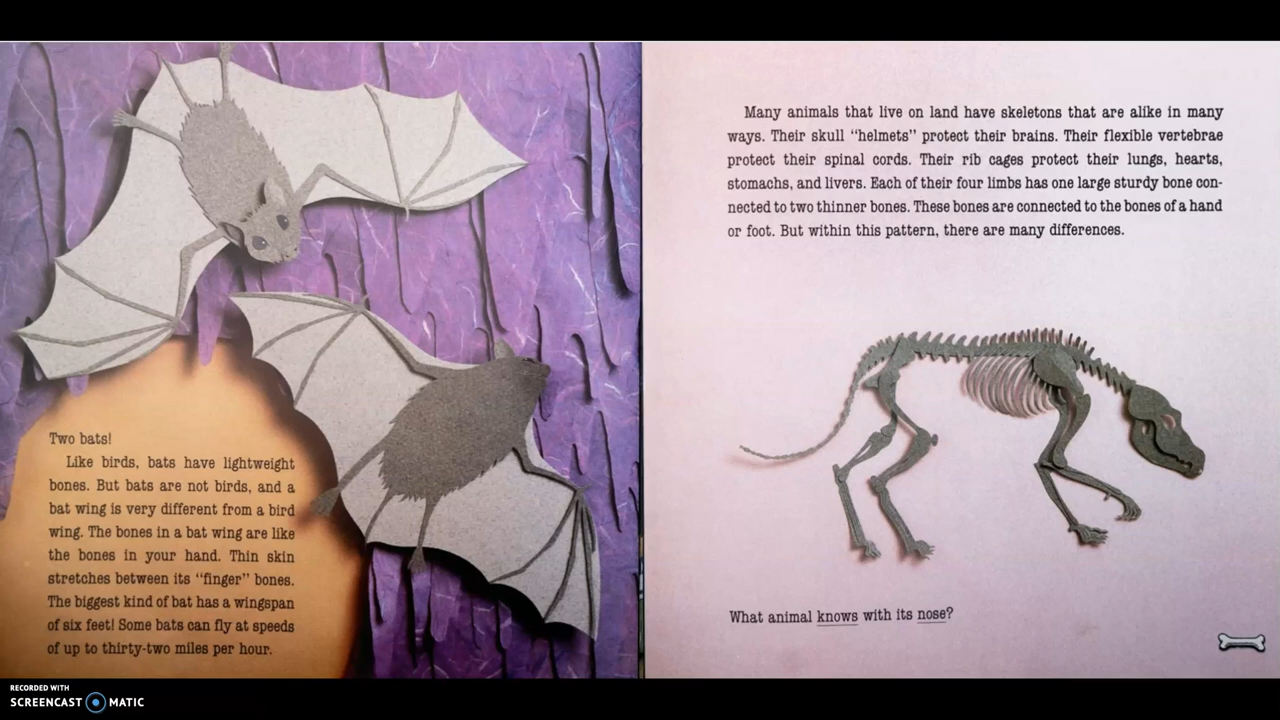 Two bats!
Like birds, bats have lightweight
bones. But bats are not birds, and a
bat wing is very different from a bird
wing. The bones in a bat wing are like
the bones in your hand. Thin skin
stretches between its “finger” bones.
The biggest kind of bat has a wingspan
of six feet! Some bats can fly at speeds
of up to thirty-two miles per hour.
Many animals that live on land have skeletons that are alike in many
ways. Their skull “helmets” protect their brains. Their flexible vertebrae
protect their spinal cords. Their rib cages protect their lungs, hearts,
stomachs, and livers. Each of their four limbs has one large sturdy bone con-
nected to two thinner bones. These bones are connected to the bones of a hand
or foot. But within this pattern, there are many differences.
What animal knows with its nose?
RECORDED WITH
SCREENCAST MATIC